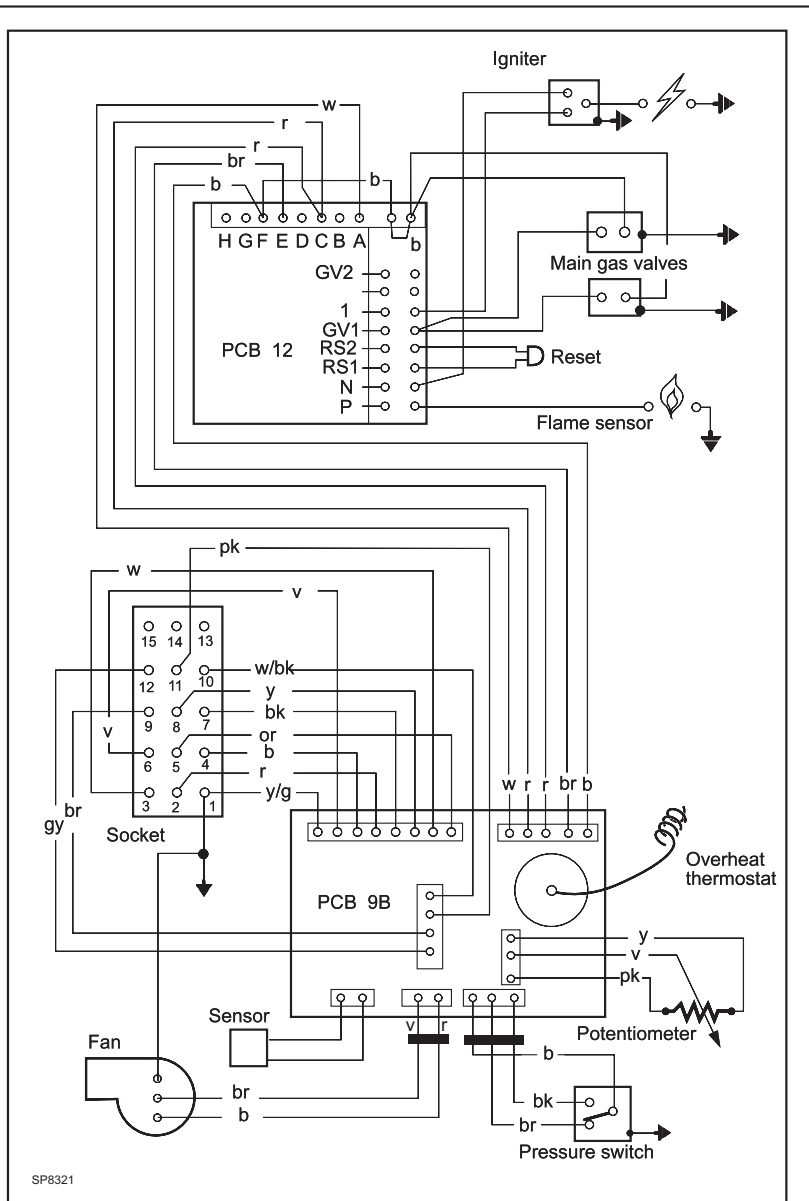 Igniter
w
r
r
br
b
b
H G F E D C B A
b
GV2
Main gas valves
1
GV1
PCB 12
RS2
Reset
RS1
N
P
Flame sensor
pk
w
v
15 14 13
w/bk
12 11 10
y
bk
9 8 7
v
or
b
6 5 4
r
w r r br b
y/g
3 2 1
br
gy
Socket
Overheat
thermostat
PCB 9B
y
v
pk
Sensor
v r
Potentiometer
Fan
b
br
bk
b
br
Pressure switch
SP8321